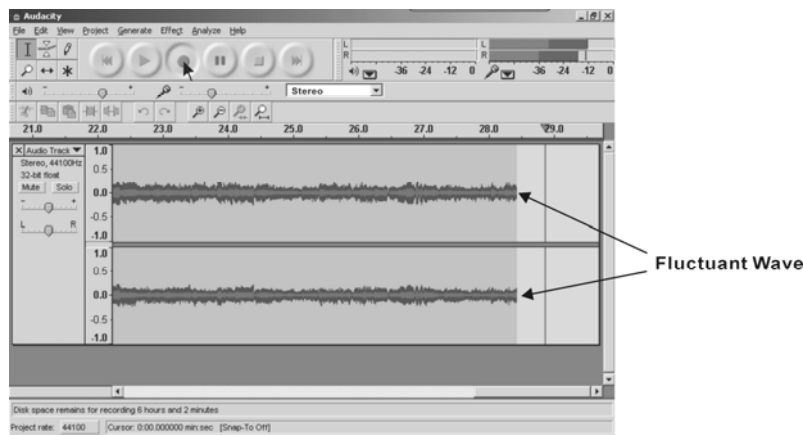 Audacity
File Edit View Project Generate Effect Analyze Help
L
R
-36 -24 -12 0
L
R
-36 -24 -12 0
Stereo
21.0 22.0 23.0 24.0 25.0 26.0 27.0 28.0 29.0
Audio Track
Stereo, 44100Hz
32-bit float
Mute Solo
- +
L R
1.0
0.5
0.0
-0.5
-1.0
1.0
0.5
0.0
-0.5
-1.0
Fluctuant Wave
Disk space remains for recording 6 hours and 2 minutes
Project rate: 44100 Cursor: 0:00.000000 min:sec [Snap-To Off]